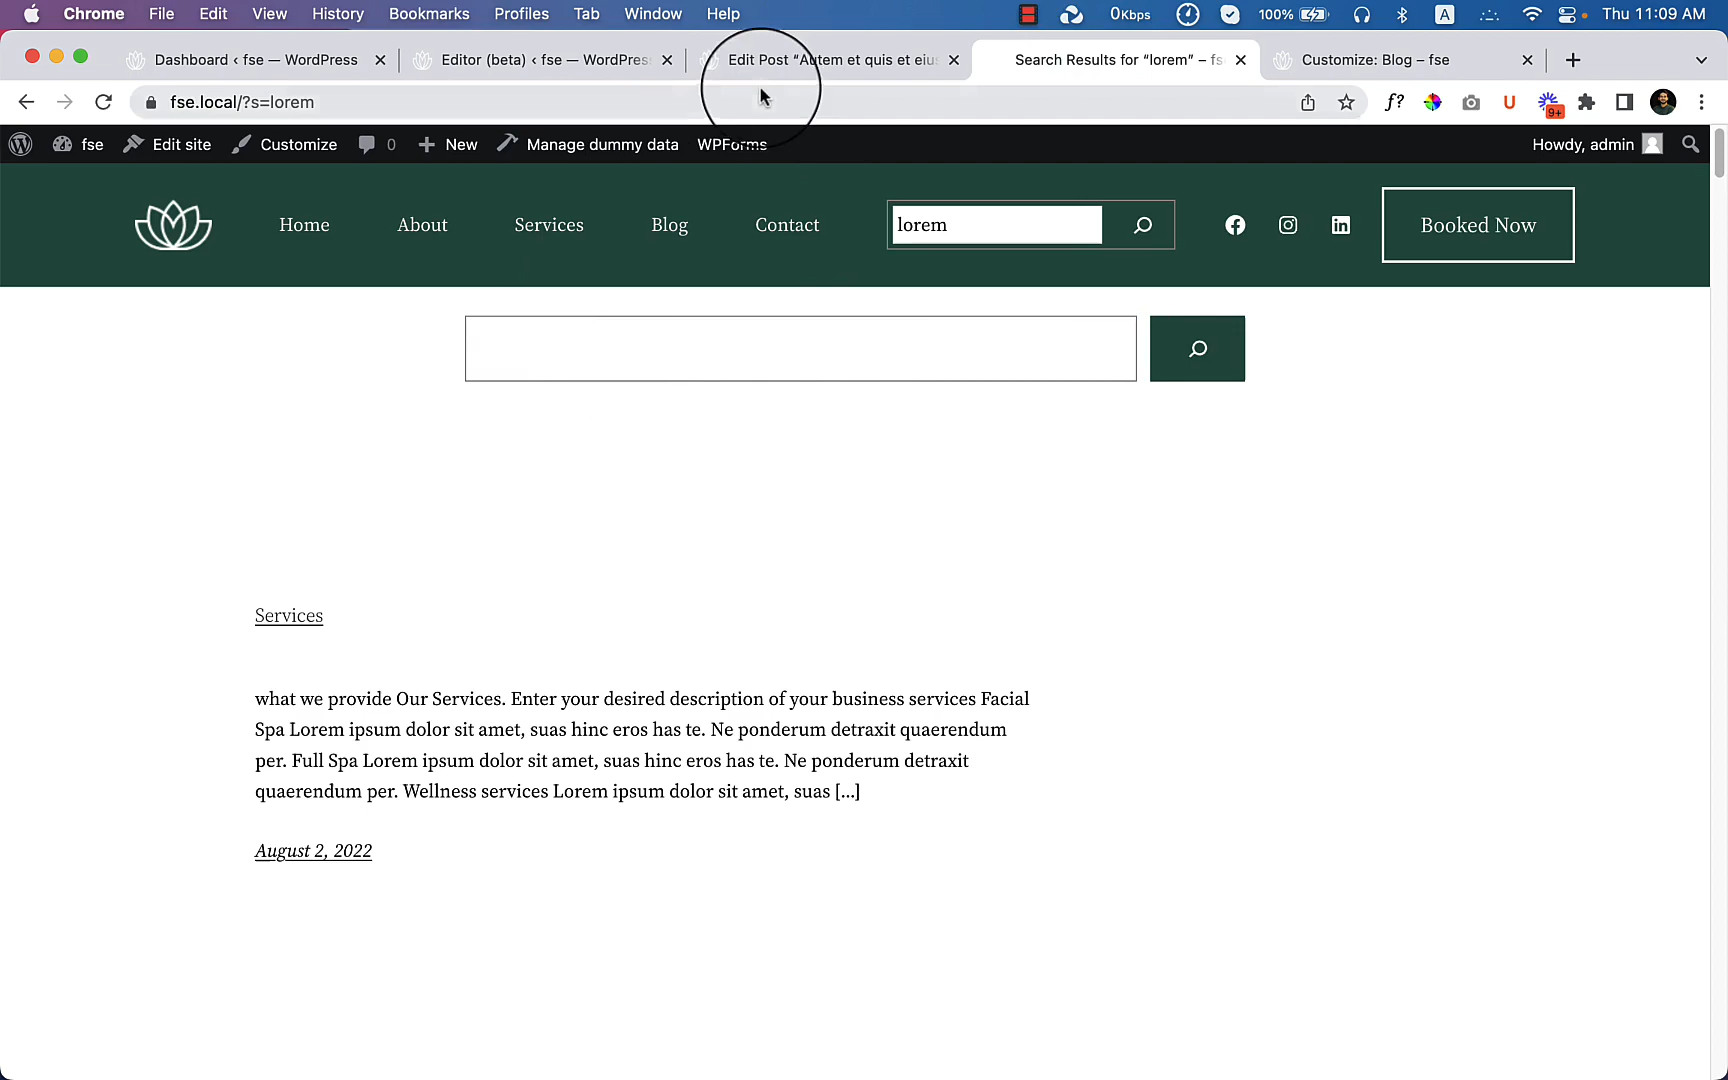 Chrome File Edit View History Bookmarks Profiles Tab Window Help 0Kbps 100% A Thu 11:09 AM
Dashboard ‹ fse — WordPress Editor (beta) ‹ fse — WordPress Edit Post “Autem et quis et eius Search Results for “lorem” – fs Customize: Blog – fse
fse.local/?s=lorem f? U 9+
fse Edit site Customize 0 New Manage dummy data WPForms Howdy, admin
Home About Services Blog Contact lorem Booked Now
Services
what we provide Our Services. Enter your desired description of your business services Facial
Spa Lorem ipsum dolor sit amet, suas hinc eros has te. Ne ponderum detraxit quaerendum
per. Full Spa Lorem ipsum dolor sit amet, suas hinc eros has te. Ne ponderum detraxit
quaerendum per. Wellness services Lorem ipsum dolor sit amet, suas [...]
August 2, 2022